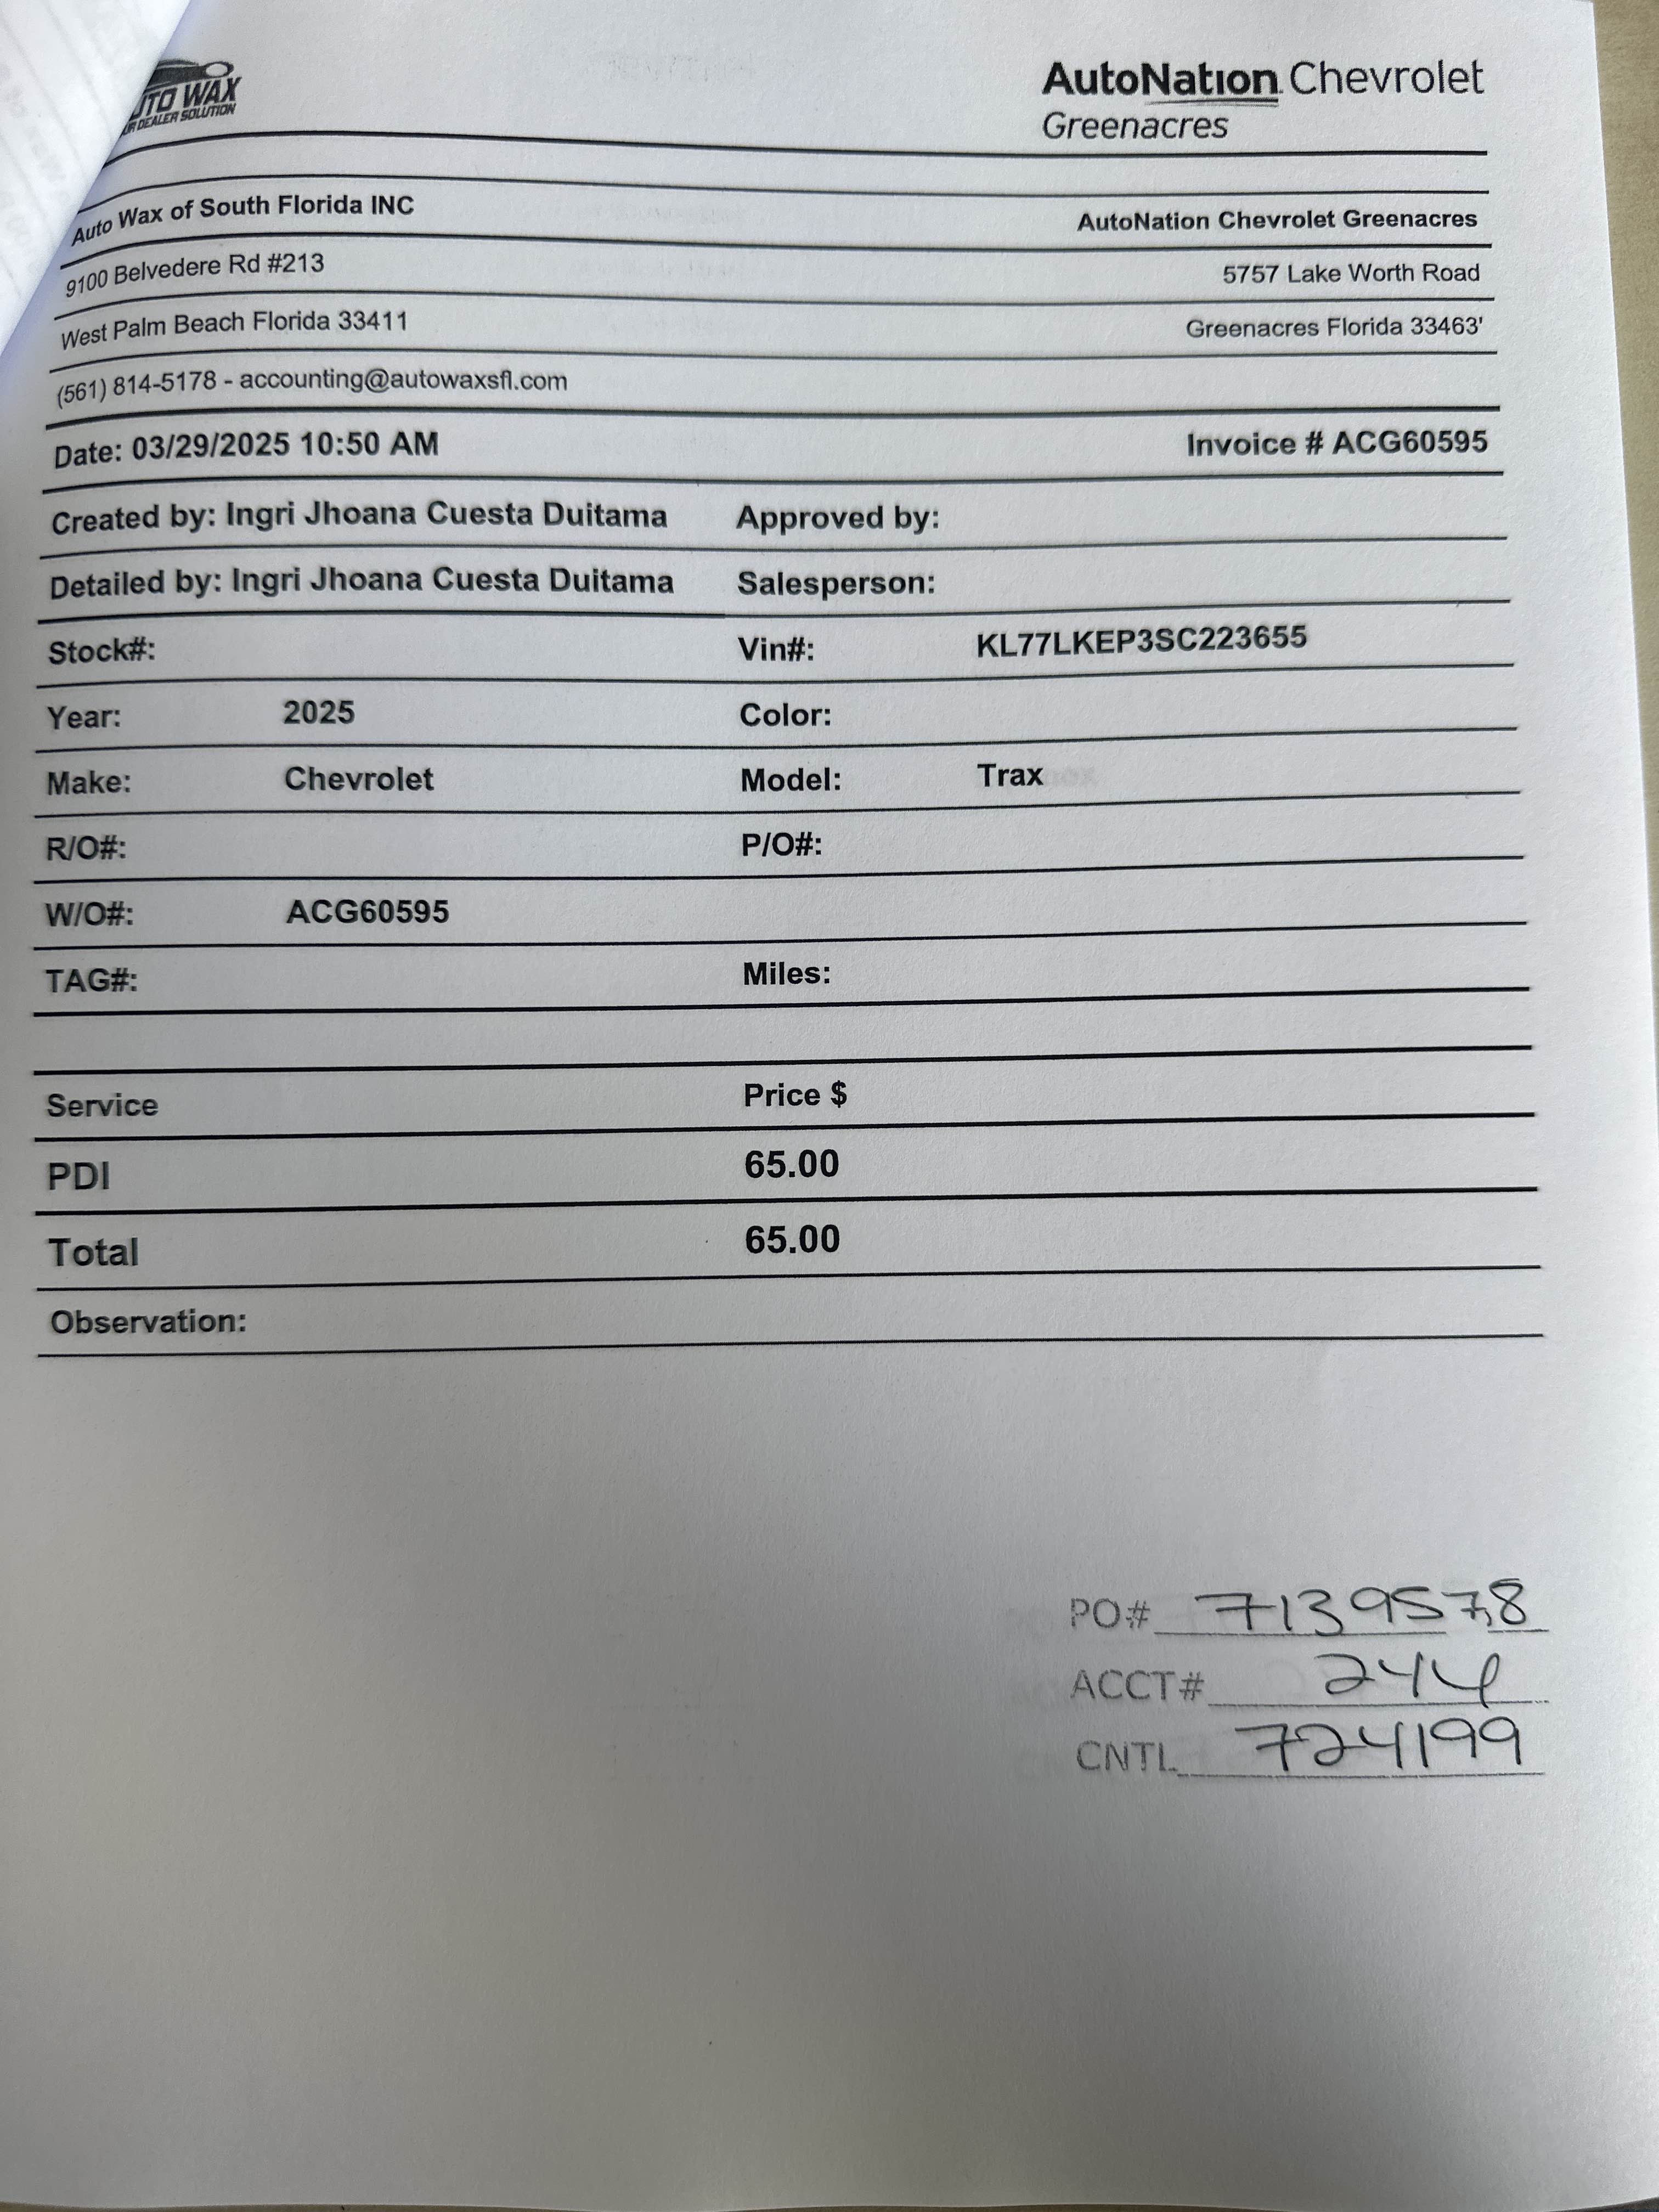 AUTO WAX
AutoNation Chevrolet
DEALER SOLUTION
Greenacres
Auto Wax of South Florida INC AutoNation Chevrolet Greenacres
9100 Belvedere Rd #213 5757 Lake Worth Road
West Palm Beach Florida 33411 Greenacres Florida 33463'
(561) 814-5178 - accounting@autowaxsfl.com
Date: 03/29/2025 10:50 AM Invoice # ACG60595
Created by: Ingri Jhoana Cuesta Duitama Approved by:
Detailed by: Ingri Jhoana Cuesta Duitama Salesperson:
Stock#: Vin#: KL77LKEP3SC223655
Year: 2025 Color:
Make: Chevrolet Model: Trax
R/O#: P/O#:
W/O#: ACG60595
TAG#: Miles:
Service Price $
PDI 65.00
Total 65.00
Observation:
PO# 71395778
ACCT# 244
CNTL 724199